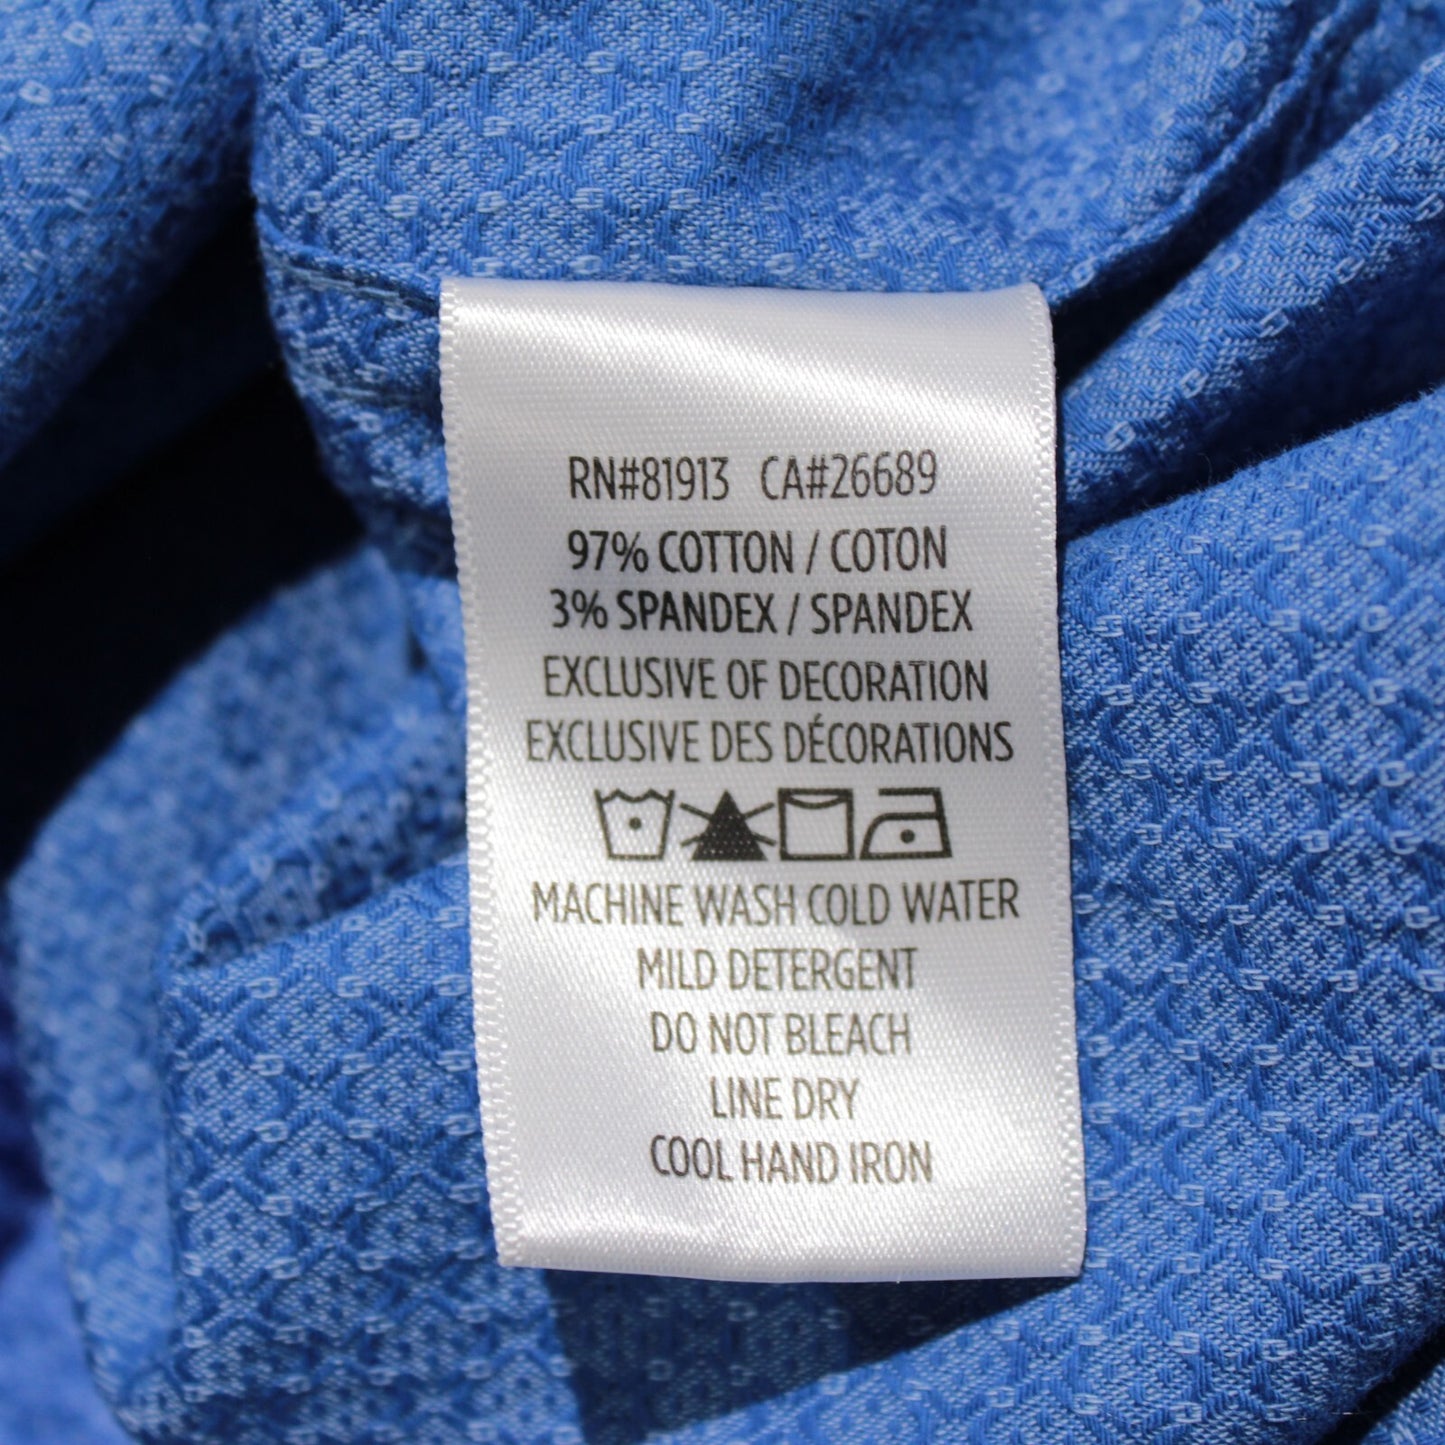 RN#81913 CA#26689
97% COTTON / COTON
3% SPANDEX / SPANDEX
EXCLUSIVE OF DECORATION
EXCLUSIVE DES DÉCORATIONS
MACHINE WASH COLD WATER
MILD DETERGENT
DO NOT BLEACH
LINE DRY
COOL HAND IRON